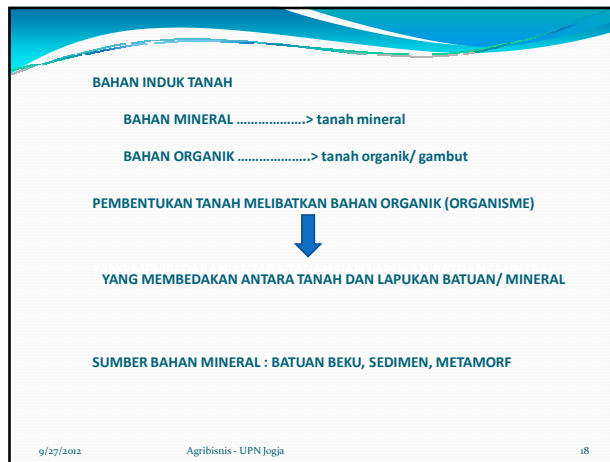 BAHAN INDUK TANAH
BAHAN MINERAL ...................> tanah mineral
BAHAN ORGANIK ....................> tanah organik/ gambut
PEMBENTUKAN TANAH MELIBATKAN BAHAN ORGANIK (ORGANISME)
YANG MEMBEDAKAN ANTARA TANAH DAN LAPUKAN BATUAN/ MINERAL
SUMBER BAHAN MINERAL : BATUAN BEKU, SEDIMEN, METAMORF
9/27/2012 Agribisnis - UPN Jogja 18